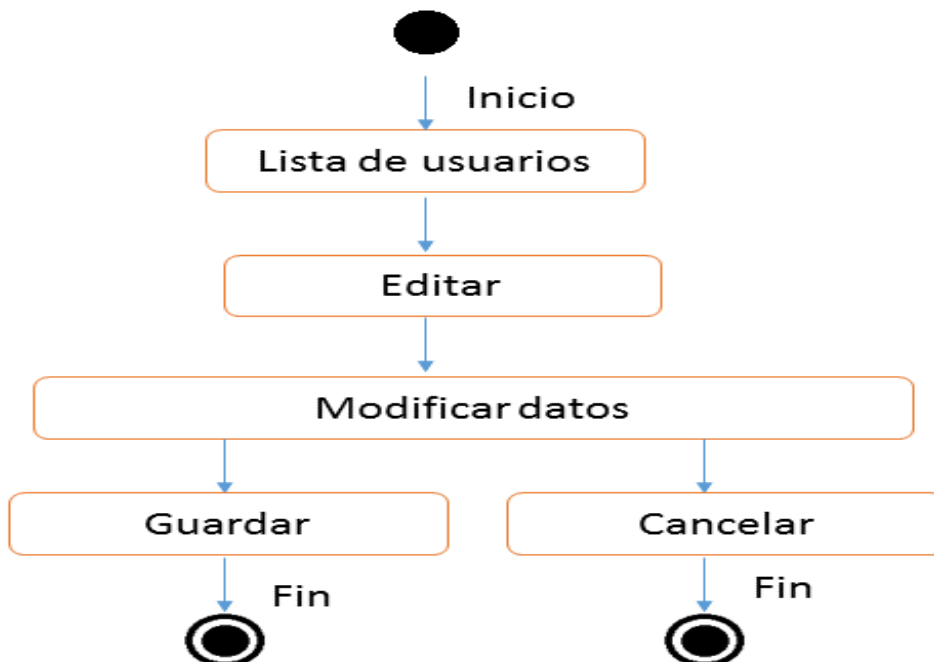 Inicio
Lista de usuarios
Editar
Modificar datos
Guardar
Cancelar
Fin
Fin